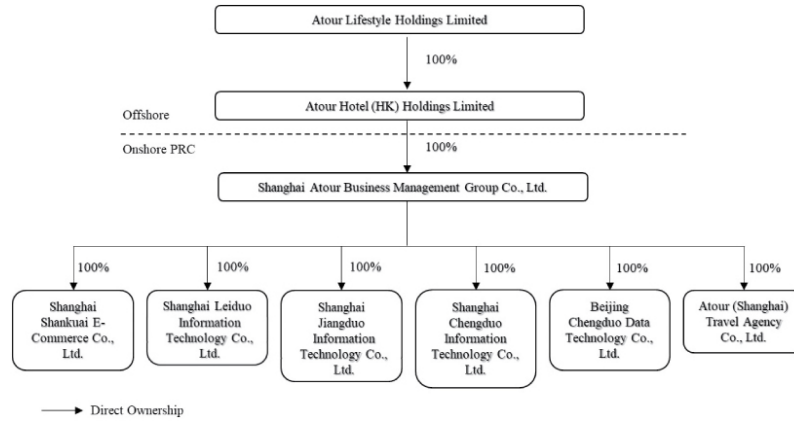 Atour Lifestyle Holdings Limited
100%
Atour Hotel (HK) Holdings Limited
Offshore
Onshore PRC
100%
Shanghai Atour Business Management Group Co., Ltd.
100%
100%
100%
100%
100%
100%
Shanghai
Shankuai E-
Commerce Co.,
Ltd.
Shanghai Leiduo
Information
Technology Co.,
Ltd.
Shanghai
Jiangduo
Information
Technology Co.,
Ltd.
Shanghai
Chengduo
Information
Technology Co.,
Ltd.
Beijing
Chengduo Data
Technology Co.,
Ltd.
Atour (Shanghai)
Travel Agency
Co., Ltd.
Direct Ownership